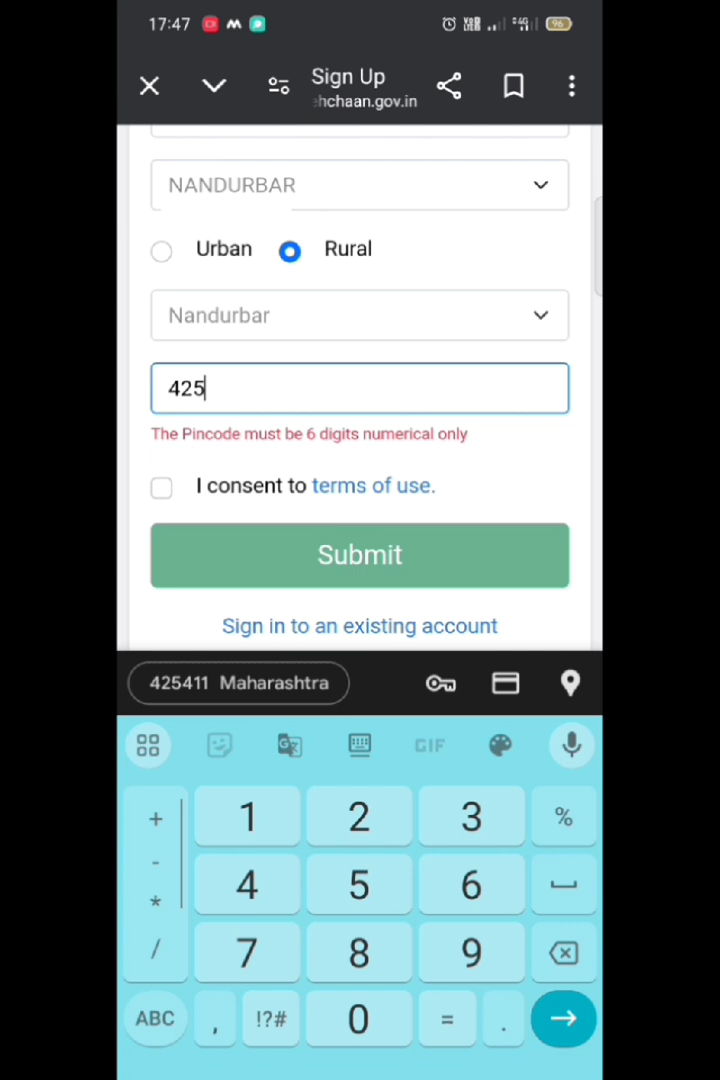 17:47
Sign Up
ehchaan.gov.in
NANDURBAR
Urban Rural
Nandurbar
425
The Pincode must be 6 digits numerical only
I consent to terms of use.
Submit
Sign in to an existing account
425411 Maharashtra
GIF
+ 1 2 3 %
-
4 5 6
*
/ 7 8 9
ABC , !?# 0 = .